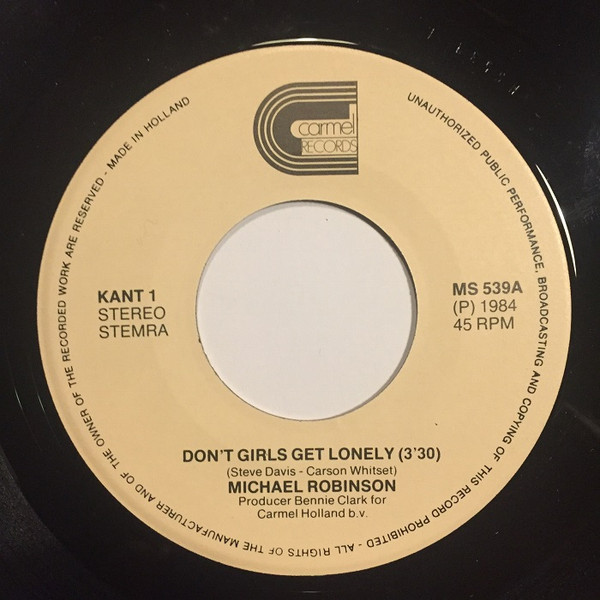 carmel
RECORDS
UNAUTHORIZED PUBLIC PERFORMANCE, BROADCASTING AND COPYING OF THIS RECORD PROHIBITED - ALL RIGHTS OF THE MANUFACTURER AND OF THE OWNER OF THE RECORDED WORK ARE RESERVED - MADE IN HOLLAND
KANT 1
STEREO
STEMRA
MS 539A
(P) 1984
45 RPM
DON'T GIRLS GET LONELY (3'30)
(Steve Davis - Carson Whitset)
MICHAEL ROBINSON
Producer Bennie Clark for
Carmel Holland b.v.